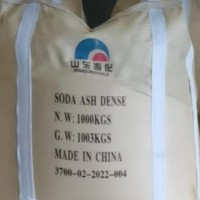 山东海化
SODA ASH DENSE
N.W: 1000KGS
G.W: 1003KGS
MADE IN CHINA
3700-02-2022-004